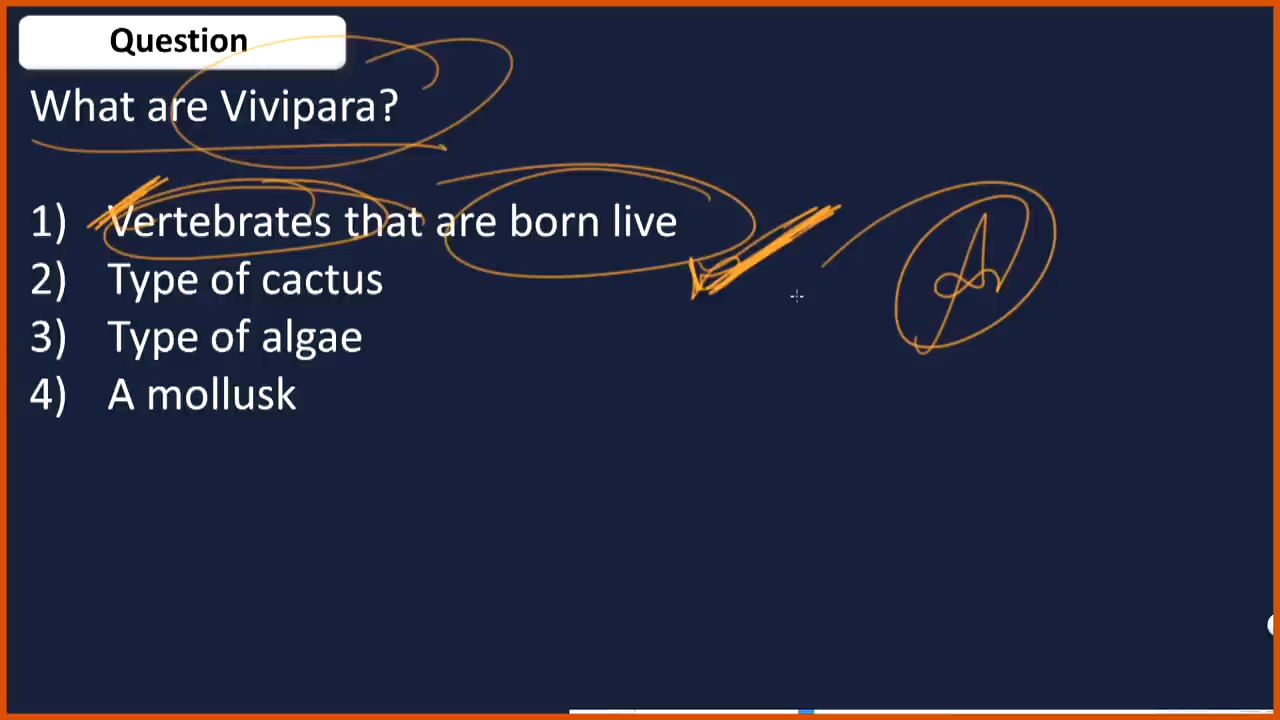 Question
What are Vivipara?
1) Vertebrates that are born live
A
2) Type of cactus
3) Type of algae
4) A mollusk